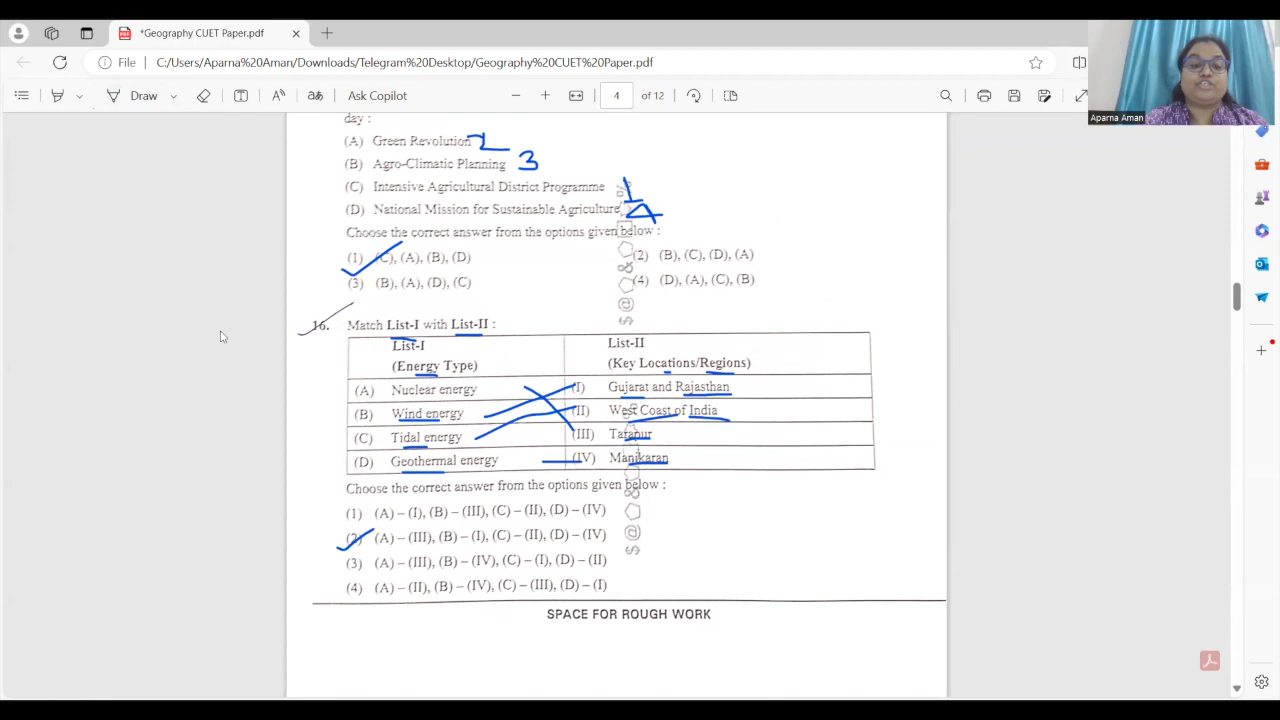 *Geography CUET Paper.pdf
File C:/Users/Aparna%20Aman/Downloads/Telegram%20Desktop/Geography%20CUET%20Paper.pdf
Draw Ask Copilot 4 of 12
Aparna Aman
day :
(A) Green Revolution 2
(B) Agro-Climatic Planning 3
(C) Intensive Agricultural District Programme 1
(D) National Mission for Sustainable Agriculture 4
Choose the correct answer from the options given below :
(1) (C), (A), (B), (D) (2) (B), (C), (D), (A)
(3) (B), (A), (D), (C) (4) (D), (A), (C), (B)
16. Match List-I with List-II :
List-I List-II
(Energy Type) (Key Locations/Regions)
(A) Nuclear energy (I) Gujarat and Rajasthan
(B) Wind energy (II) West Coast of India
(C) Tidal energy (III) Tarapur
(D) Geothermal energy (IV) Manikaran
Choose the correct answer from the options given below :
(1) (A) – (I), (B) – (III), (C) – (II), (D) – (IV)
(2) (A) – (III), (B) – (I), (C) – (II), (D) – (IV)
(3) (A) – (III), (B) – (IV), (C) – (I), (D) – (II)
(4) (A) – (II), (B) – (IV), (C) – (III), (D) – (I)
SPACE FOR ROUGH WORK